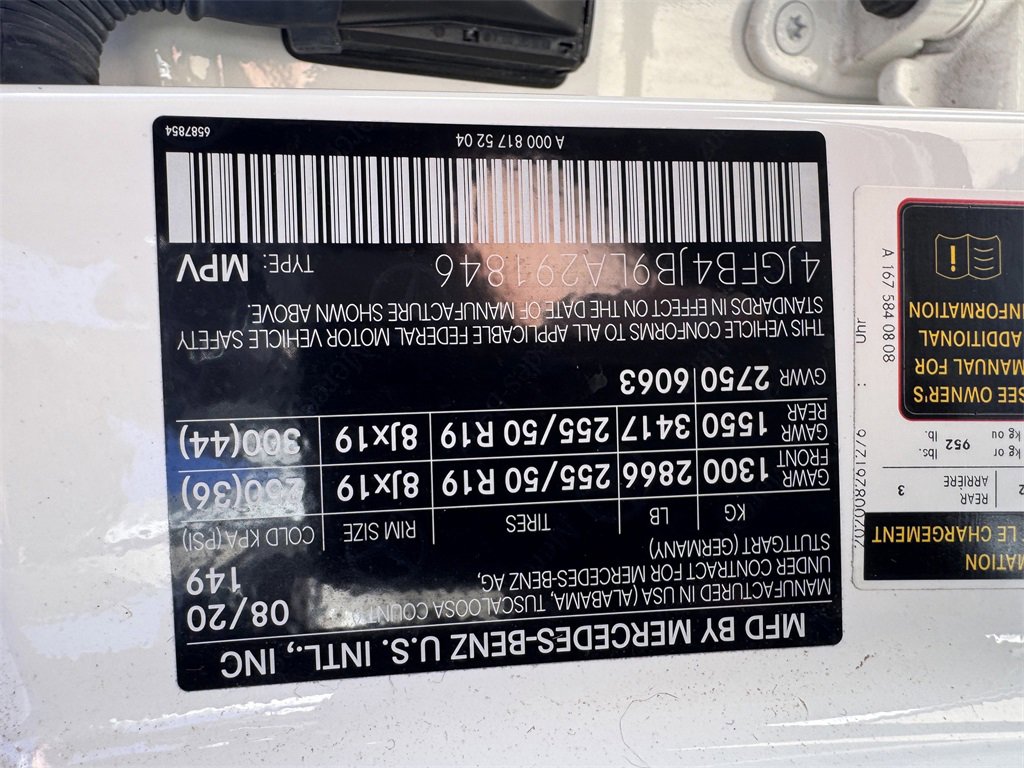 MFD BY MERCEDES-BENZ U.S. INTL., INC
MANUFACTURED IN USA (ALABAMA, TUSCALOOSA COUNTY)
UNDER CONTRACT FOR MERCEDES-BENZ AG,
STUTTGART (GERMANY)
08/20
149
KG LB TIRES RIM SIZE COLD KPA (PSI)
GAWR FRONT 1300 2866 255/50 R19 8Jx19 250(36)
GAWR REAR 1550 3417 255/50 R19 8Jx19 300(44)
GVWR 2750 6063
THIS VEHICLE CONFORMS TO ALL APPLICABLE FEDERAL MOTOR VEHICLE SAFETY
STANDARDS IN EFFECT ON THE DATE OF MANUFACTURE SHOWN ABOVE.
4JGFB4JB9LA291846 TYPE: MPV
A 000 817 52 04
6587854
LE CHARGEMENT
REAR
ARRIÈRE
3
kg or
kg ou
952
lbs.
lb.
SEE OWNER'S
MANUAL FOR
ADDITIONAL
INFORMATION
A 167 584 08 08
Uhr